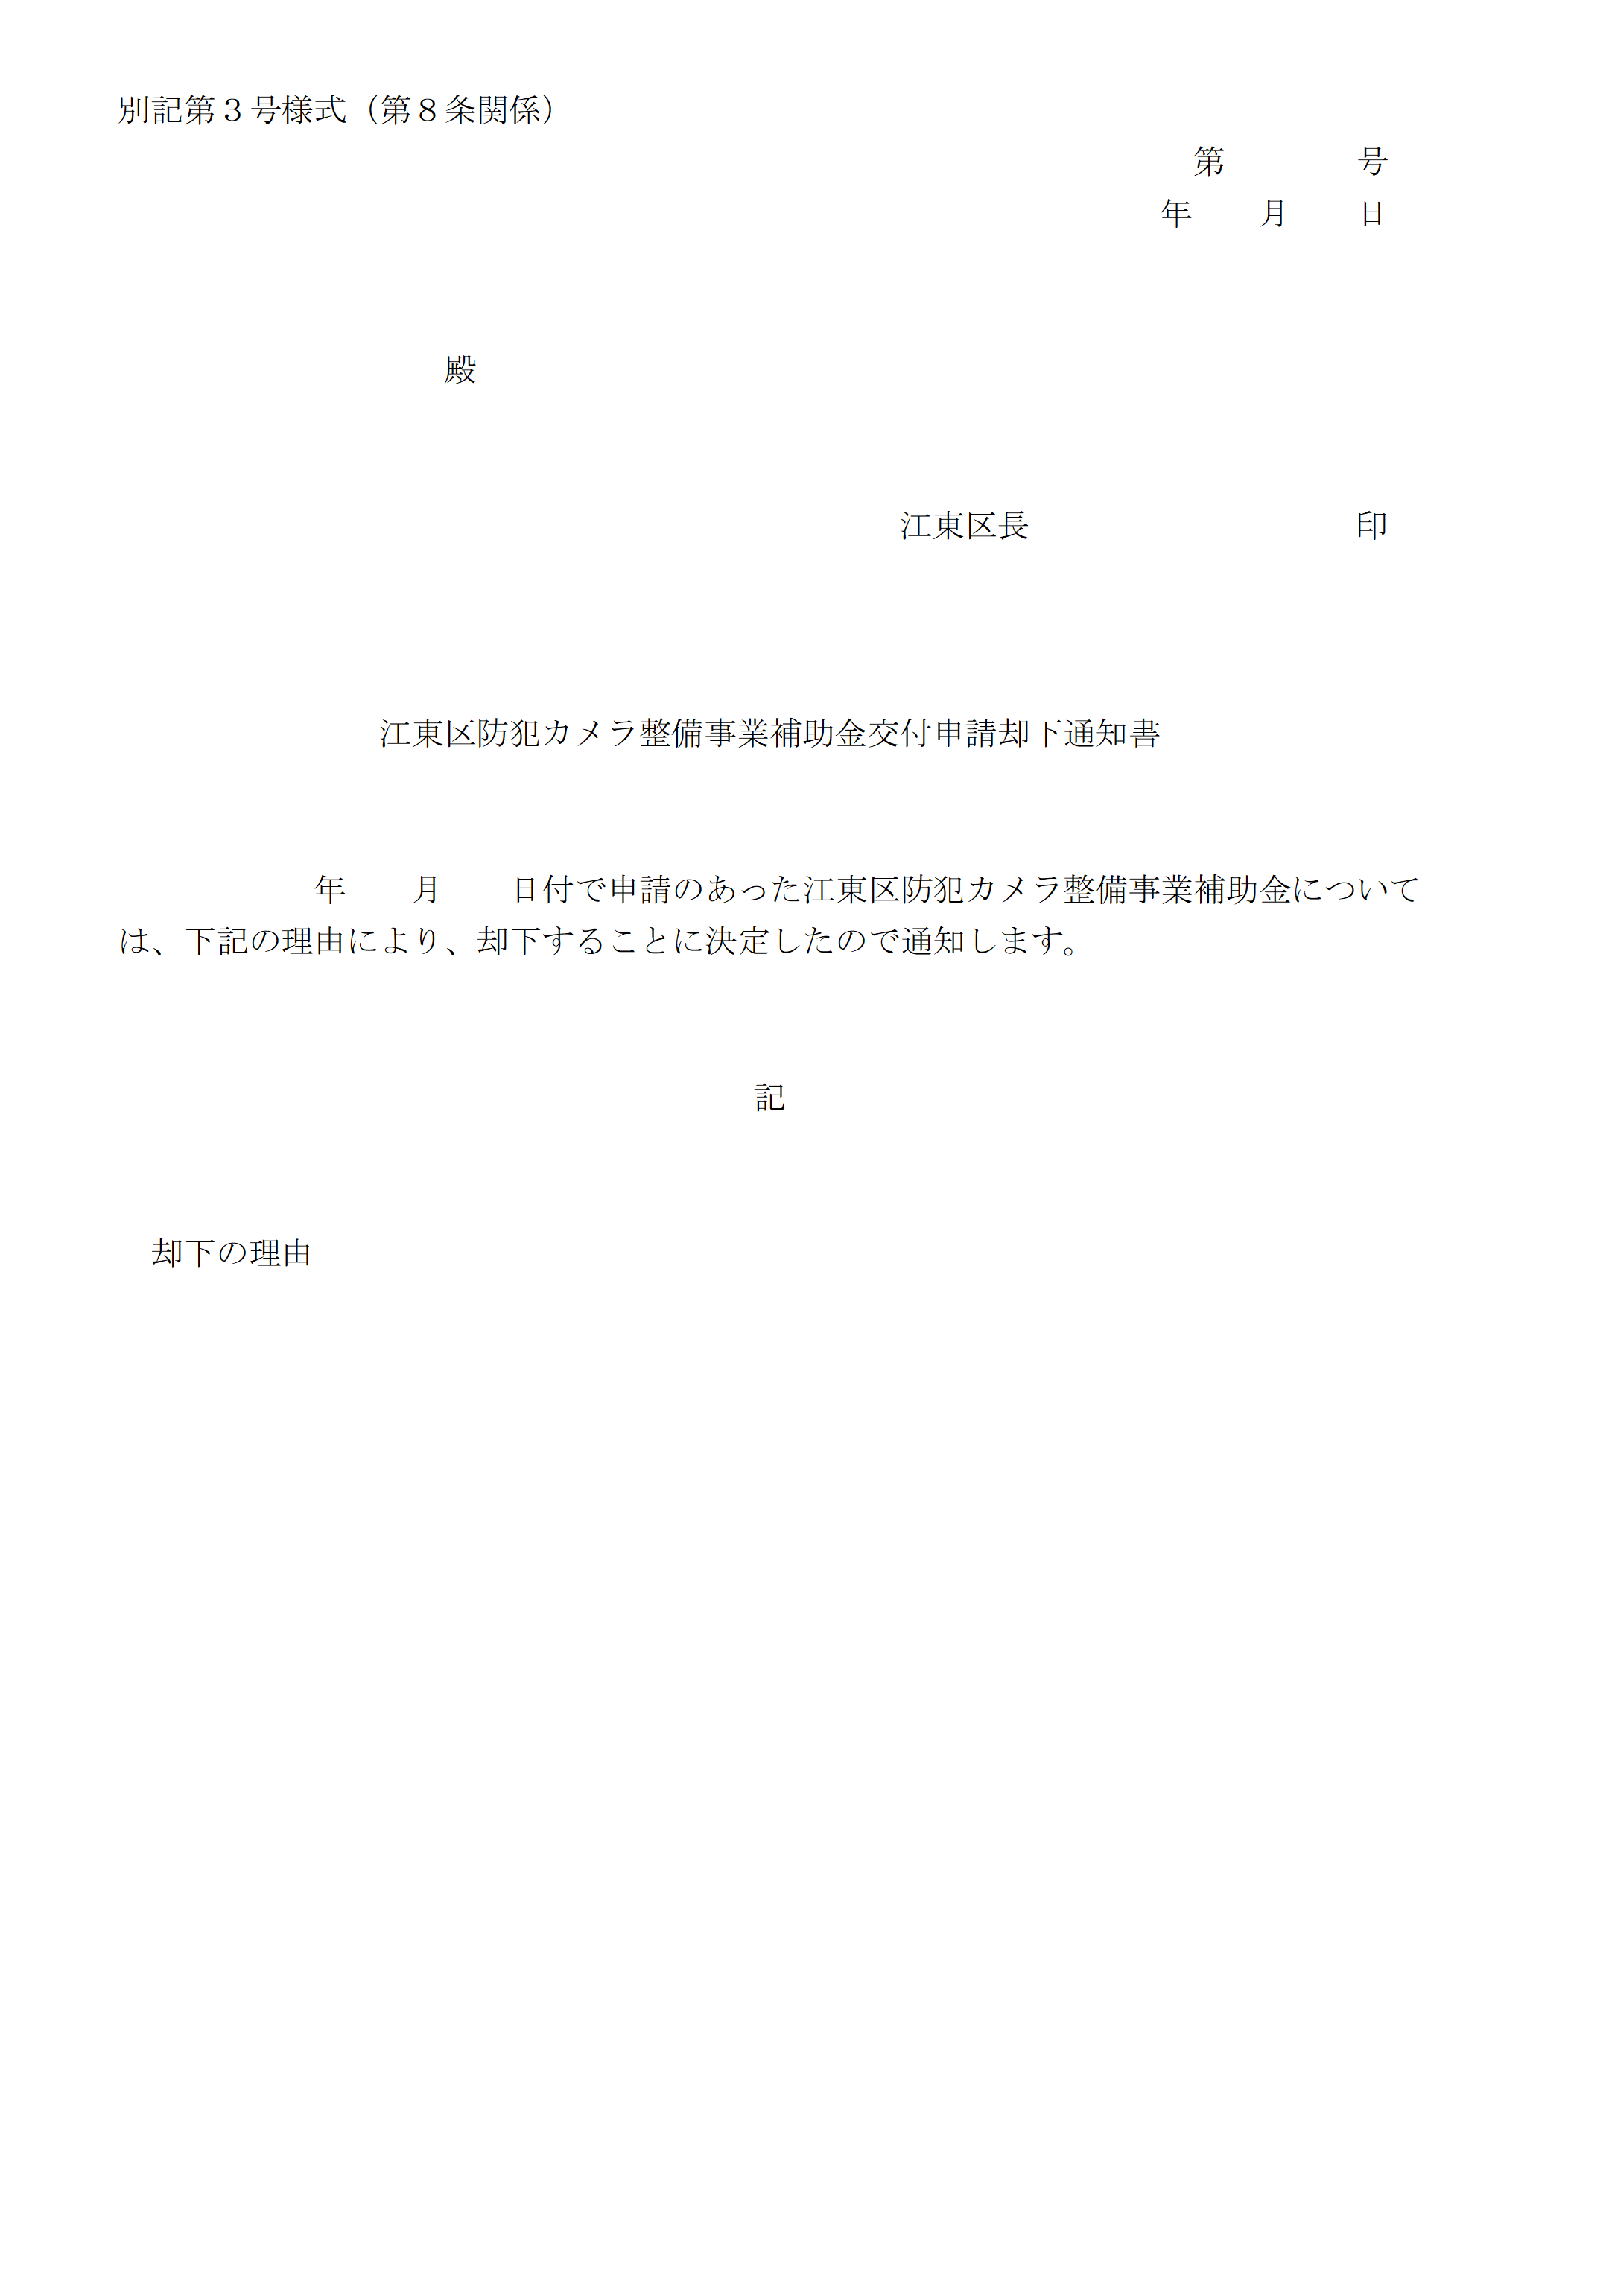 別記第３号様式（第８条関係）
第　　　　号
年　　月　　日
殿
江東区長　　　　　　　　　　印
江東区防犯カメラ整備事業補助金交付申請却下通知書
年　　月　　日付で申請のあった江東区防犯カメラ整備事業補助金について
は、下記の理由により、却下することに決定したので通知します。
記
却下の理由